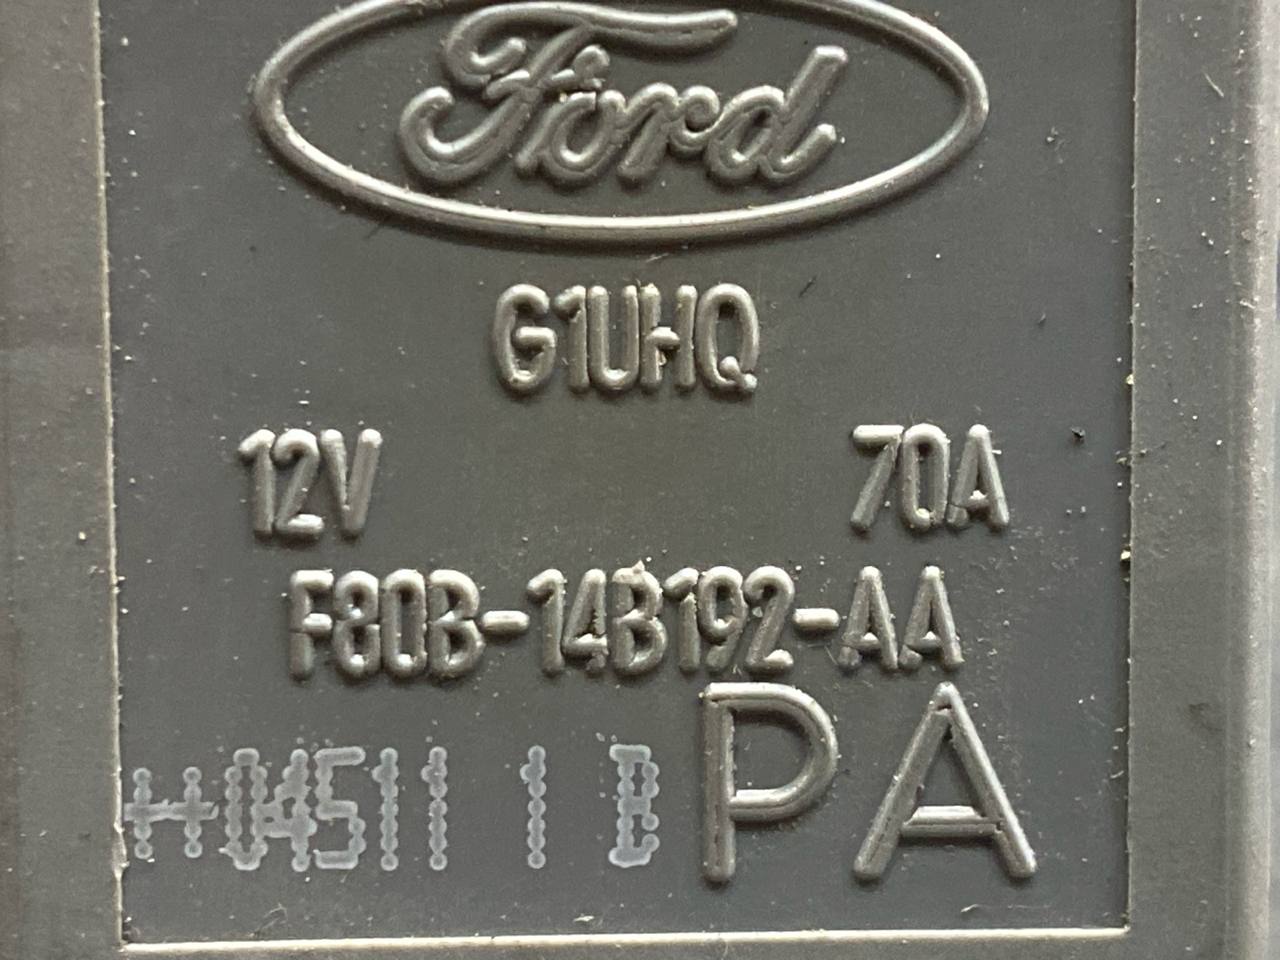 Ford
G1UHQ
12V 70A
F80B-14B192-AA
PA
++04511 1 B